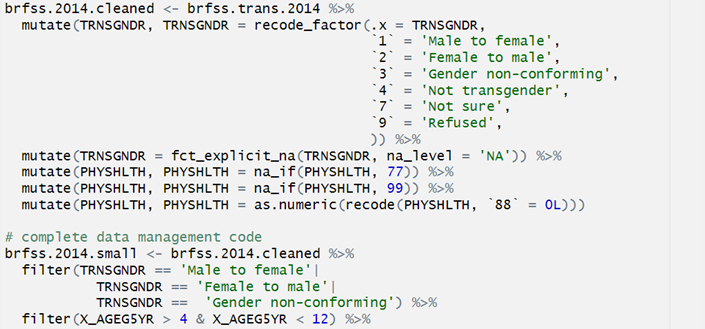 brfss.2014.cleaned <- brfss.trans.2014 %>%
mutate(TRNSGNDR, TRNSGNDR = recode_factor(.x = TRNSGNDR,
`1` = 'Male to female',
`2` = 'Female to male',
`3` = 'Gender non-conforming',
`4` = 'Not transgender',
`7` = 'Not sure',
`9` = 'Refused',
)) %>%
mutate(TRNSGNDR = fct_explicit_na(TRNSGNDR, na_level = 'NA')) %>%
mutate(PHYSHLTH, PHYSHLTH = na_if(PHYSHLTH, 77)) %>%
mutate(PHYSHLTH, PHYSHLTH = na_if(PHYSHLTH, 99)) %>%
mutate(PHYSHLTH, PHYSHLTH = as.numeric(recode(PHYSHLTH, `88` = 0L)))
# complete data management code
brfss.2014.small <- brfss.2014.cleaned %>%
filter(TRNSGNDR == 'Male to female'|
TRNSGNDR == 'Female to male'|
TRNSGNDR == 'Gender non-conforming') %>%
filter(X_AGEG5YR > 4 & X_AGEG5YR < 12) %>%